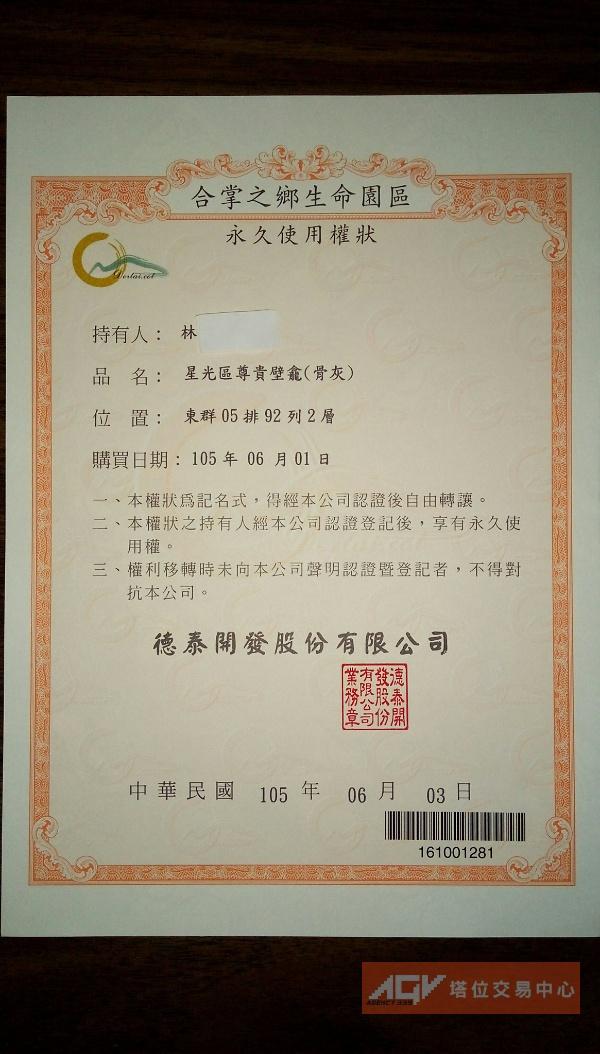 合掌之鄉生命園區
永久使用權狀
持有人： 林
品 名： 星光區尊貴壁龕(骨灰)
位 置： 東群05排92列2層
購買日期： 105年 06 月01日
一、本權狀為記名式，得經本公司認證後自由轉讓。
二、本權狀之持有人經本公司認證登記後，享有永久使
用權。
三、權利移轉時未向本公司聲明認證暨登記者，不得對
抗本公司。
德泰開發股份有限公司
德泰開
發股份
有限公司
業務章
中華民國 105 年 06 月 03 日
161001281
AGV 塔位交易中心